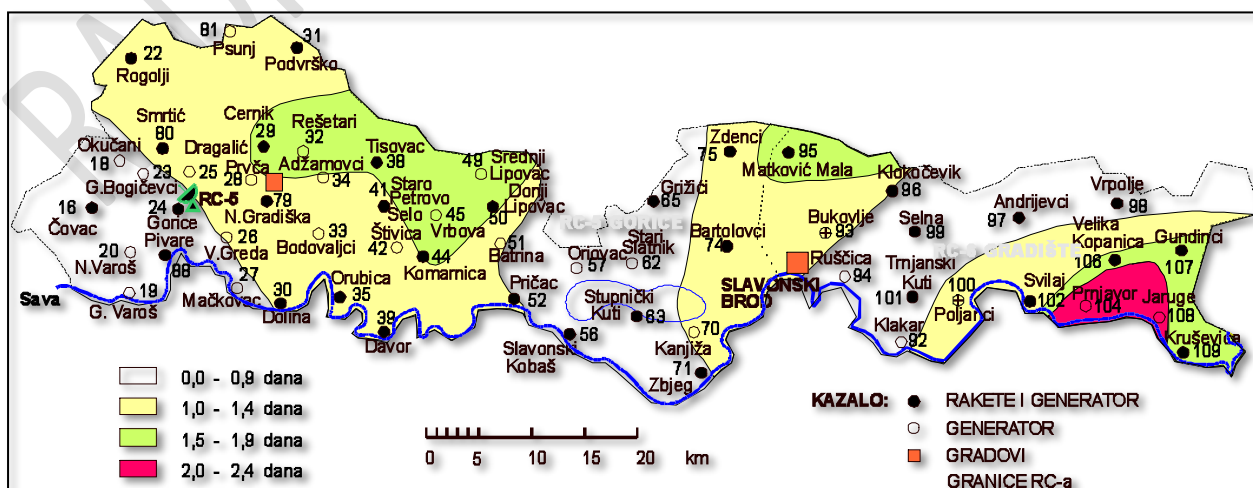 81
Psunj
31
Podvrško
22
Rogolji
Smrtić
80
Cernik
29
Rešetari
32
Okučani
18
Dragalić
25
23
G.Bogičevci
Prvča
28
Adžamovci
34
Tisovac
38
49
Srednji
Lipovac
RC-5
16
Čovac
24
Gorice
Pivare
88
79
N.Gradiška
41
Staro
Petrovo
Selo
45
Vrbova
50
Donji
Lipovac
20
N.Varoš
26
V.Greda
33
Bodovaljci
Štivica
42
44
Komarnica
51
Batrina
Sava
19
G. Varoš
27
Mačkovac
30
Dolina
Orubica
35
39
Davor
Pričac
52
Slavonski
Kobaš
56
Grižići
65
RC-5 GORICE
Oriovac
57
Stari
Slatnik
62
Stupnički
Kuti
63
Zdenci
75
95
Matković Mala
Klokočevik
96
Bartolovci
74
Bukovlje
93
SLAVONSKI
BROD
Ruščica
94
70
Kanjiža
71
Zbjeg
Selna
99
Andrijevci
97
Vrpolje
98
RC-5 GRADIŠTE
Velika
Kopanica
106
Gundinci
107
Trnjanski
Kuti
101
Klakar
92
100
Poljanci
Svilaj
102
Prnjavor
104
Jaruge
108
Kruševica
109
0,0 - 0,9 dana
1,0 - 1,4 dana
1,5 - 1,9 dana
2,0 - 2,4 dana
0 5 10 15 20 km
KAZALO:
RAKETE I GENERATOR
GENERATOR
GRADOVI
GRANICE RC-a